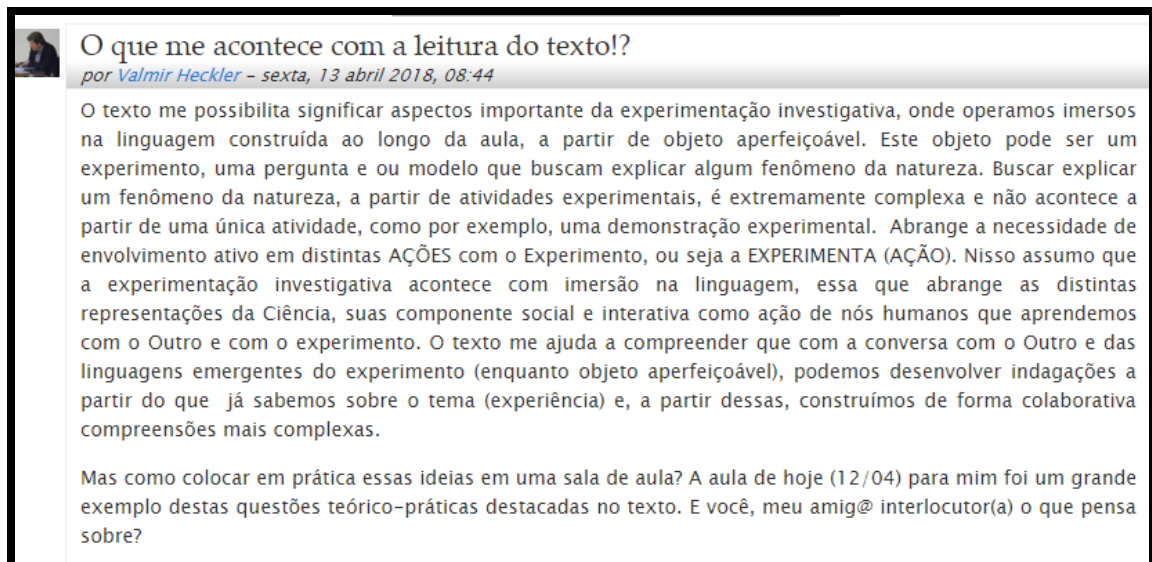 O que me acontece com a leitura do texto!?
por Valmir Heckler – sexta, 13 abril 2018, 08:44
O texto me possibilita significar aspectos importante da experimentação investigativa, onde operamos imersos
na linguagem construída ao longo da aula, a partir de objeto aperfeiçoável. Este objeto pode ser um
experimento, uma pergunta e ou modelo que buscam explicar algum fenômeno da natureza. Buscar explicar
um fenômeno da natureza, a partir de atividades experimentais, é extremamente complexa e não acontece a
partir de uma única atividade, como por exemplo, uma demonstração experimental. Abrange a necessidade de
envolvimento ativo em distintas AÇÕES com o Experimento, ou seja a EXPERIMENTA (AÇÃO). Nisso assumo que
a experimentação investigativa acontece com imersão na linguagem, essa que abrange as distintas
representações da Ciência, suas componente social e interativa como ação de nós humanos que aprendemos
com o Outro e com o experimento. O texto me ajuda a compreender que com a conversa com o Outro e das
linguagens emergentes do experimento (enquanto objeto aperfeiçoável), podemos desenvolver indagações a
partir do que já sabemos sobre o tema (experiência) e, a partir dessas, construímos de forma colaborativa
compreensões mais complexas.
Mas como colocar em prática essas ideias em uma sala de aula? A aula de hoje (12/04) para mim foi um grande
exemplo destas questões teórico-práticas destacadas no texto. E você, meu amig@ interlocutor(a) o que pensa
sobre?